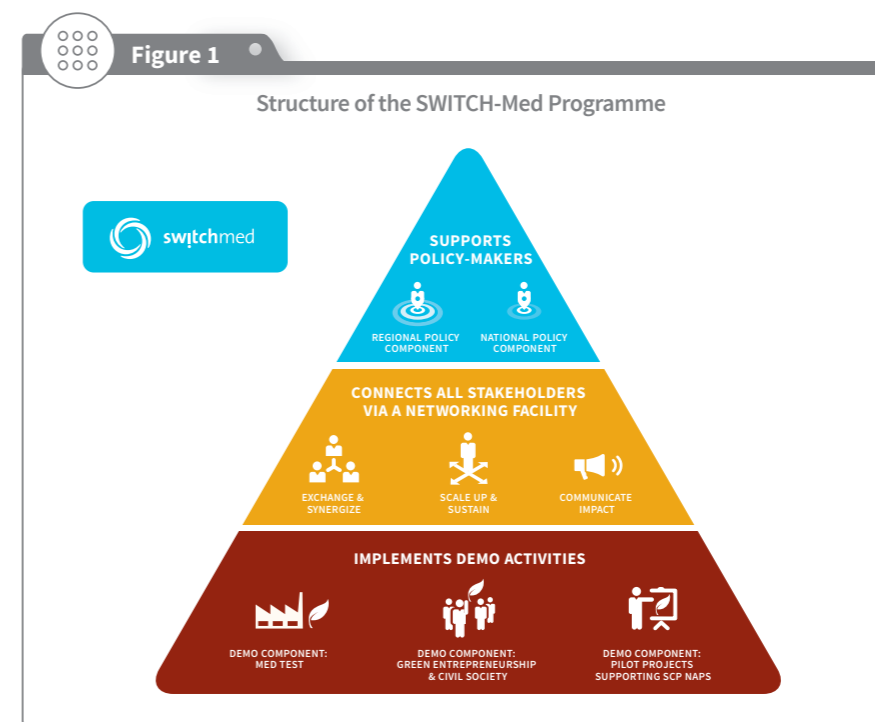 Figure 1
Structure of the SWITCH-Med Programme
switchmed
SUPPORTS
POLICY-MAKERS
REGIONAL POLICY
COMPONENT
NATIONAL POLICY
COMPONENT
CONNECTS ALL STAKEHOLDERS
VIA A NETWORKING FACILITY
EXCHANGE &
SYNERGIZE
SCALE UP &
SUSTAIN
COMMUNICATE
IMPACT
IMPLEMENTS DEMO ACTIVITIES
DEMO COMPONENT:
MED TEST
DEMO COMPONENT:
GREEN ENTREPRENEURSHIP
& CIVIL SOCIETY
DEMO COMPONENT:
PILOT PROJECTS
SUPPORTING SCP NAPS